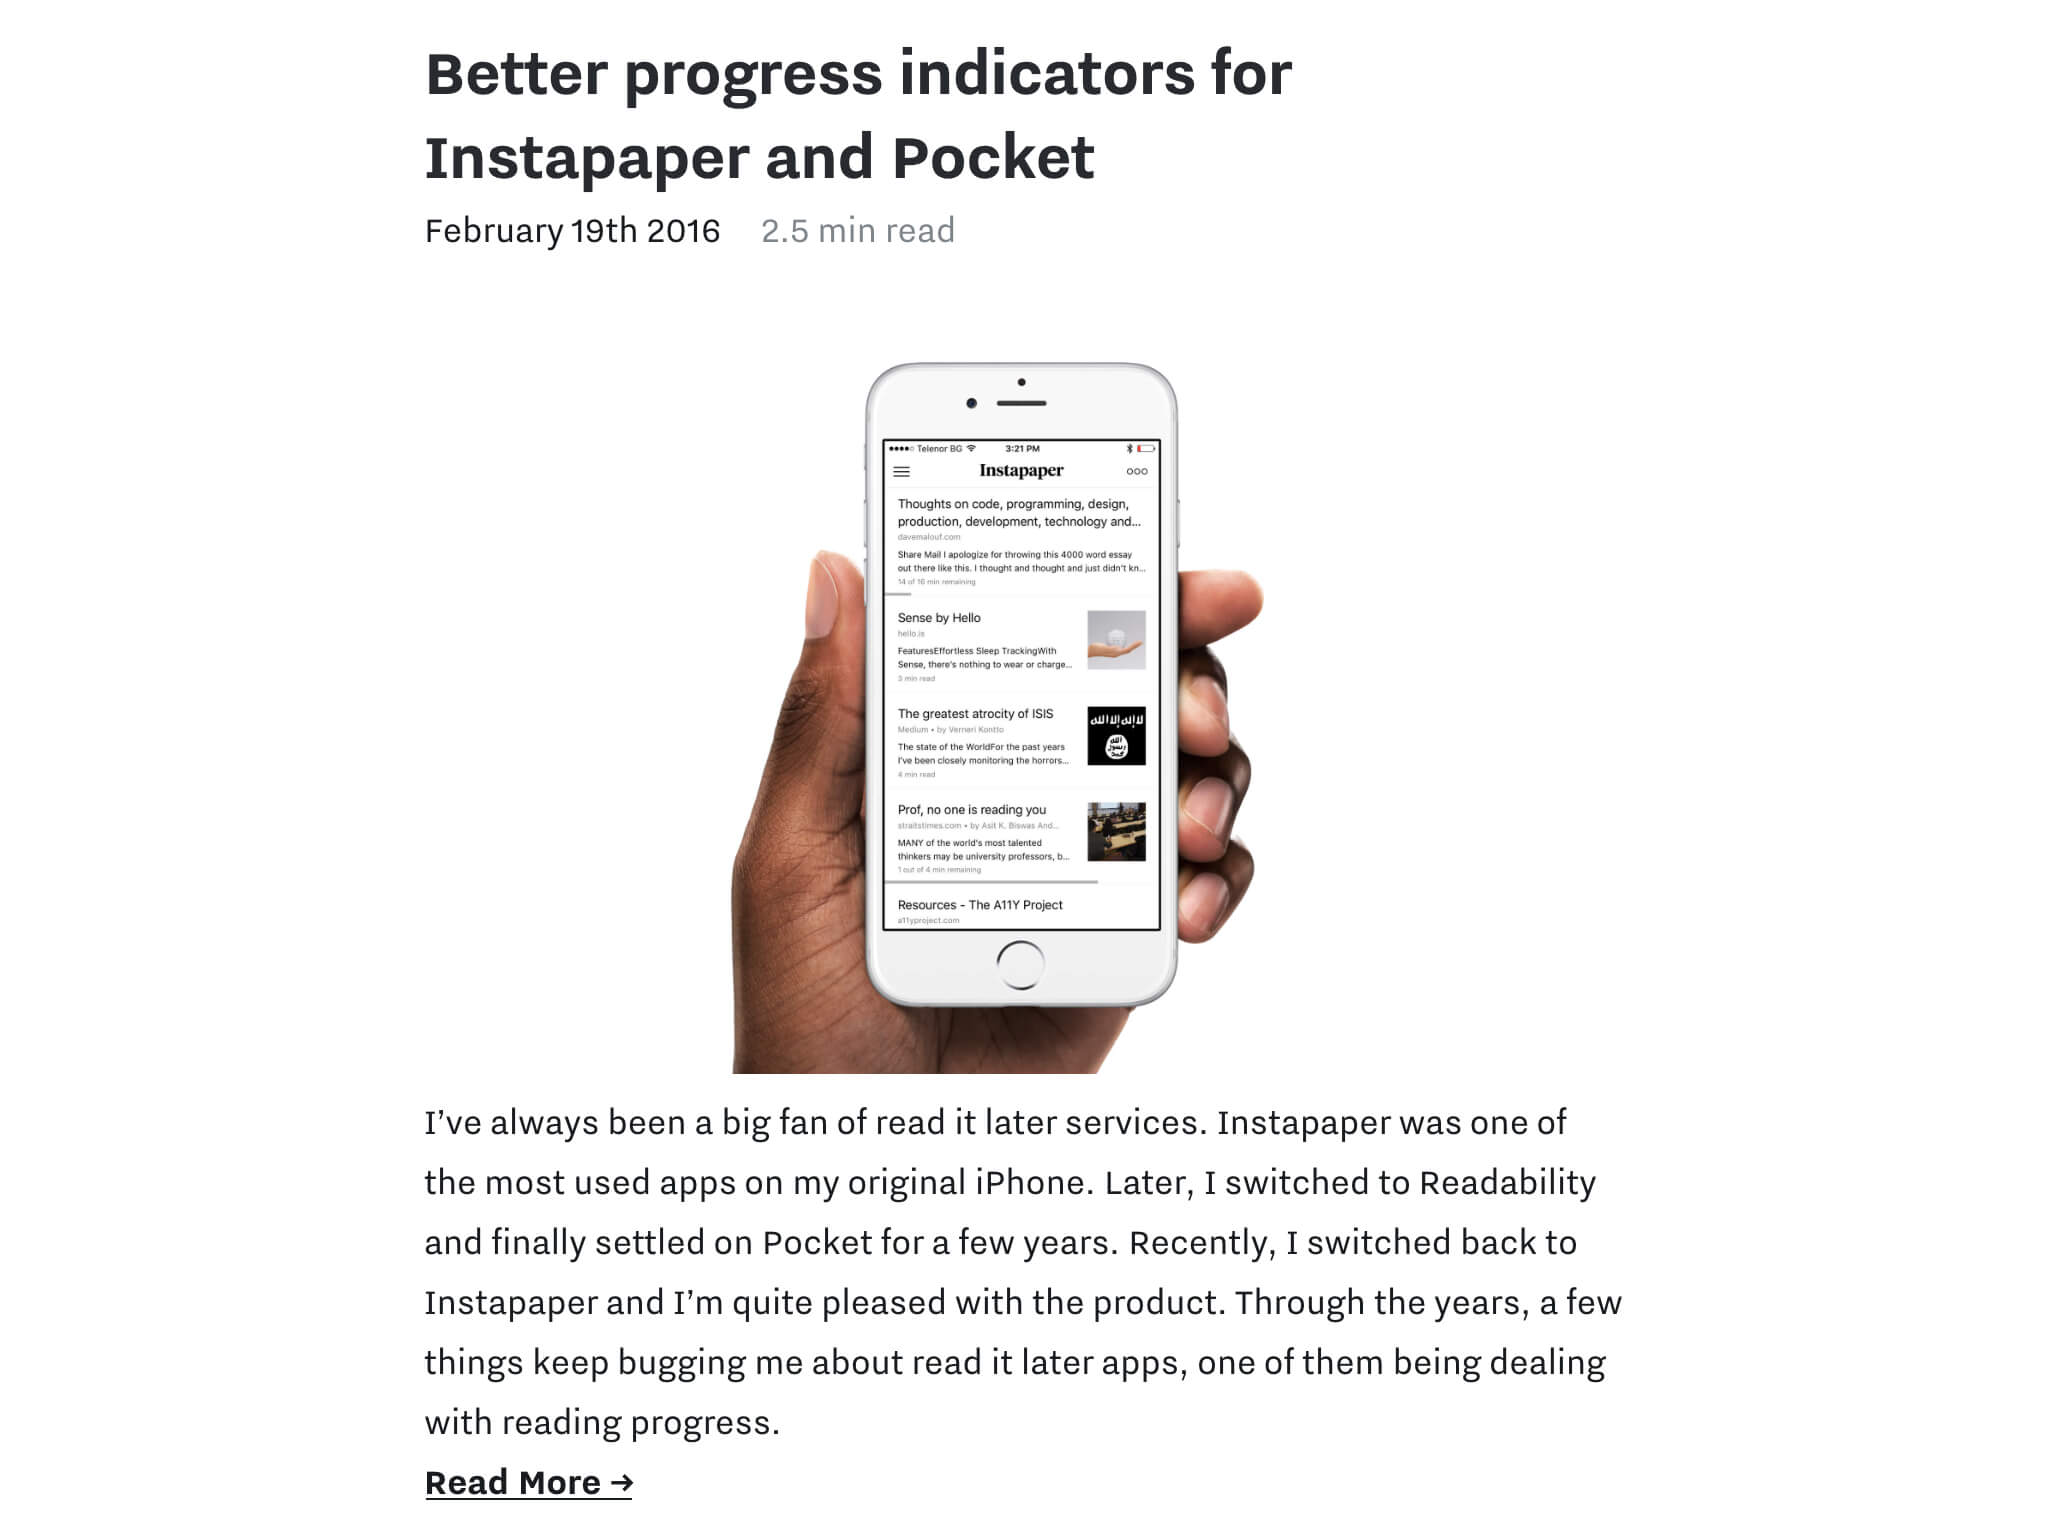 Better progress indicators for
Instapaper and Pocket
February 19th 2016 2.5 min read
Telenor BG 3:21 PM
Instapaper
Thoughts on code, programming, design,
production, development, technology and...
davemalouf.com
Share Mail I apologize for throwing this 4000 word essay
out there like this. I thought and thought and just didn't kn...
14 of 16 min remaining
Sense by Hello
hello.is
FeaturesEffortless Sleep TrackingWith
Sense, there's nothing to wear or charge...
3 min read
The greatest atrocity of ISIS
Medium • by Verneri Kontto
The state of the WorldFor the past years
I've been closely monitoring the horrors...
4 min read
لا إله إلا الله
الله
رسول
محمد
Prof, no one is reading you
straitstimes.com • by Asit K. Biswas And...
MANY of the world's most talented
thinkers may be university professors, b...
1 out of 4 min remaining
Resources - The A11Y Project
a11yproject.com
I’ve always been a big fan of read it later services. Instapaper was one of
the most used apps on my original iPhone. Later, I switched to Readability
and finally settled on Pocket for a few years. Recently, I switched back to
Instapaper and I’m quite pleased with the product. Through the years, a few
things keep bugging me about read it later apps, one of them being dealing
with reading progress.
Read More →